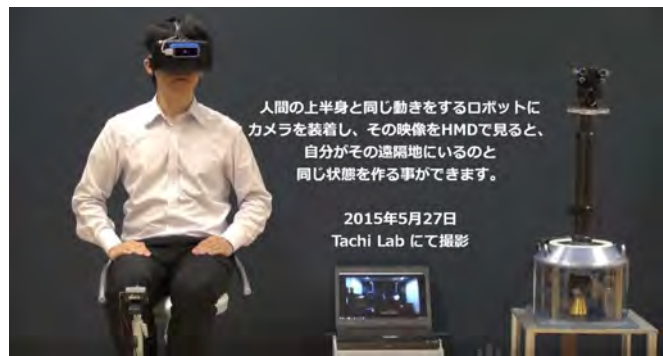 人間の上半身と同じ動きをするロボットに
カメラを装着し、その映像をHMDで見ると、
自分がその遠隔地にいるのと
同じ状態を作る事ができます。
2015年5月27日
Tachi Lab にて撮影